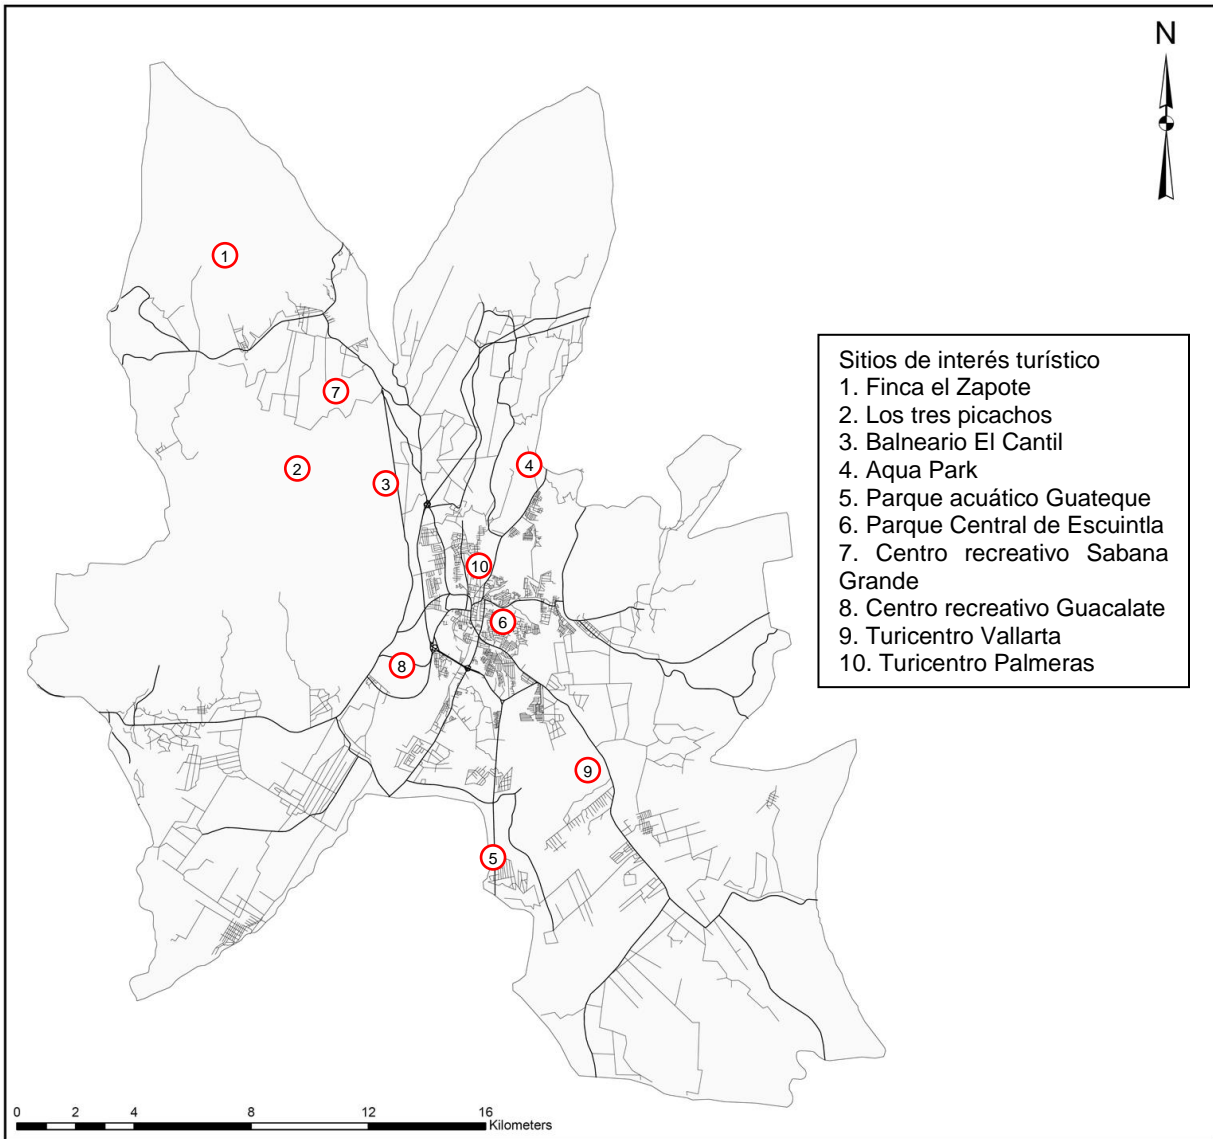 N
1
7
2
3
4
10
6
8
9
5
Sitios de interés turístico
1. Finca el Zapote
2. Los tres picachos
3. Balneario El Cantil
4. Aqua Park
5. Parque acuático Guateque
6. Parque Central de Escuintla
7. Centro recreativo Sabana
Grande
8. Centro recreativo Guacalate
9. Turicentro Vallarta
10. Turicentro Palmeras
0 2 4 8 12 16
Kilometers